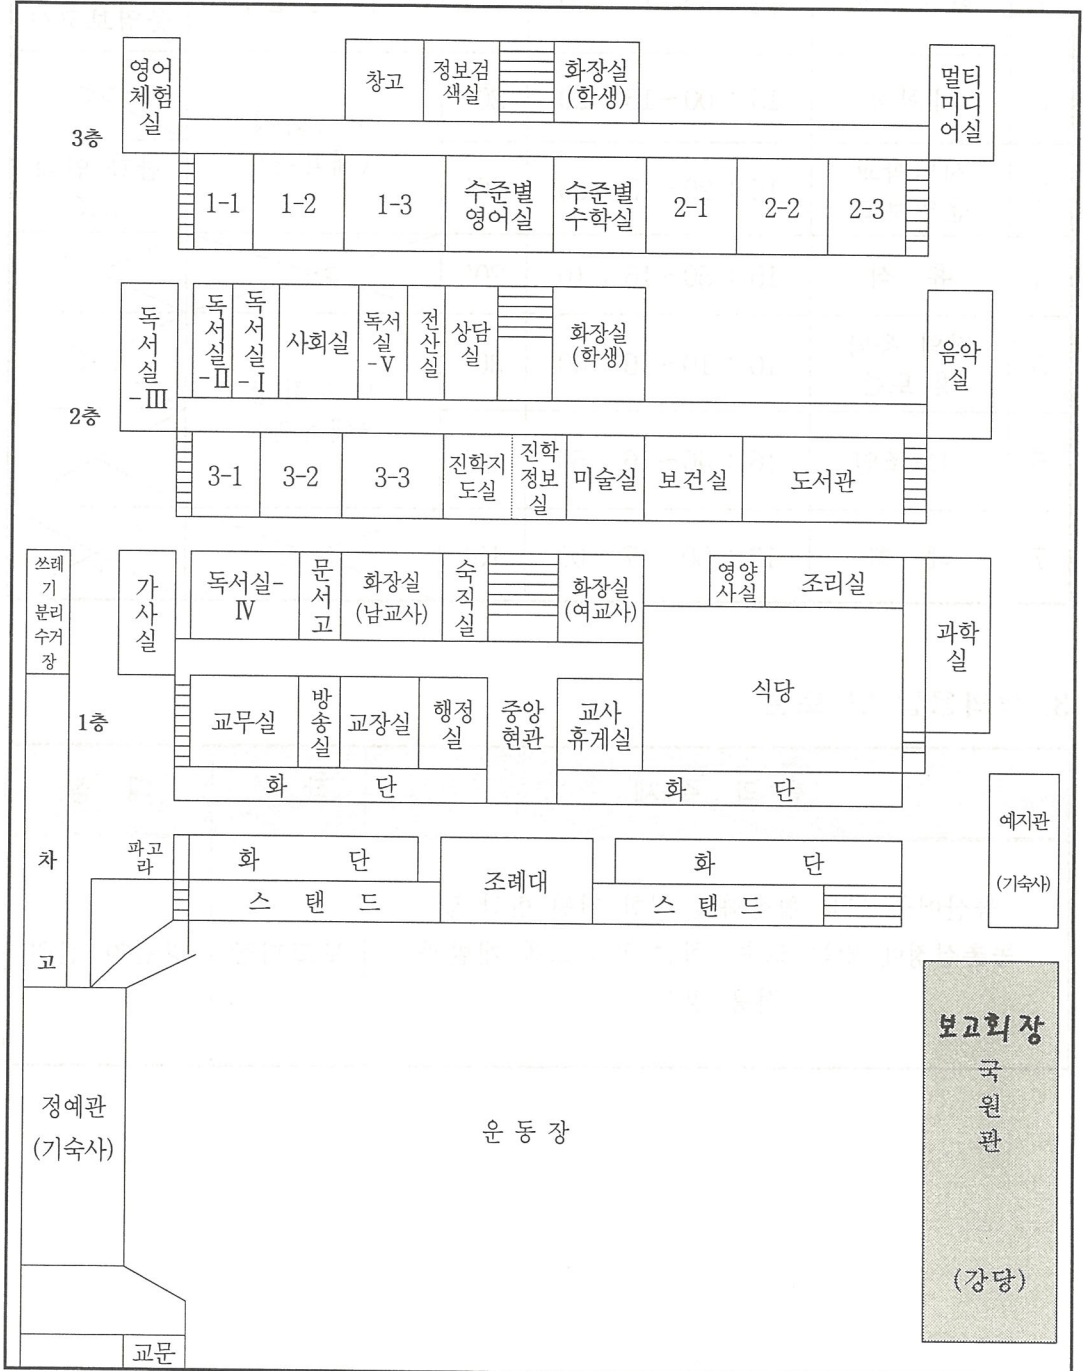 영어
체험
실
창고
정보검
색실
화장실
(학생)
멀티
미디
어실
3층
1-1
1-2
1-3
수준별
영어실
수준별
수학실
2-1
2-2
2-3
독
서
실
-Ⅲ
독
서
실
-Ⅱ
독
서
실
-Ⅰ
사회실
독서
실
-Ⅴ
전
산
실
상담
실
화장실
(학생)
음악
실
2층
3-1
3-2
3-3
진학지
도실
진학
정보
실
미술실
보건실
도서관
쓰레
기
분리
수거
장
가
사
실
독서실-
Ⅳ
문
서
고
화장실
(남교사)
숙
직
실
화장실
(여교사)
영양
사실
조리실
과학
실
식당
1층
교무실
방
송
실
교장실
행정
실
중앙
현관
교사
휴게실
화 단
화 단
예지관
(기숙사)
차
고
파고
라
화 단
스 탠 드
조례대
화 단
스 탠 드
보고회장
국
원
관
(강당)
정예관
(기숙사)
운 동 장
교문